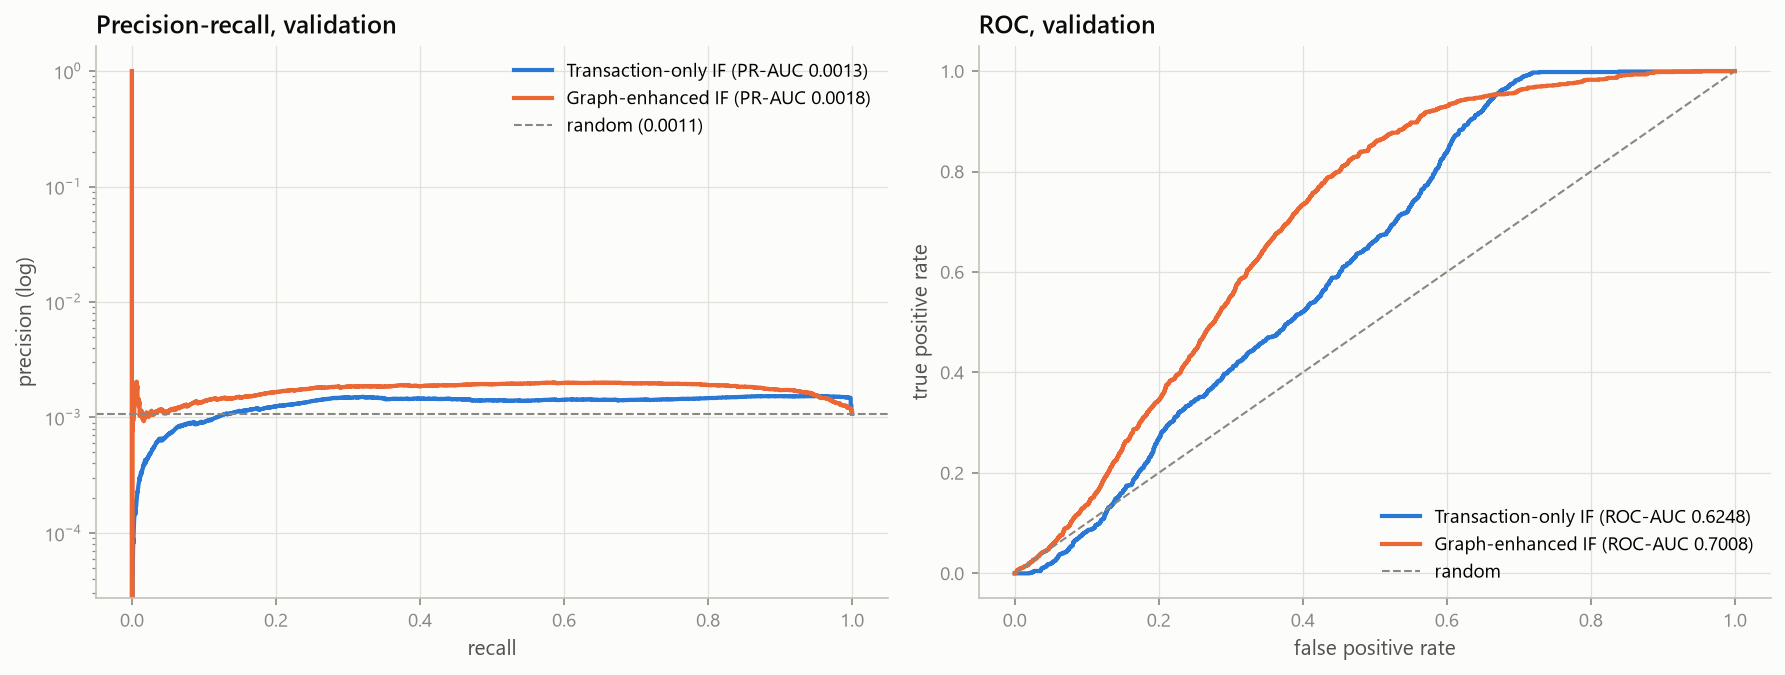 Precision-recall, validation
10⁰
10⁻¹
10⁻²
10⁻³
10⁻⁴
precision (log)
0.0 0.2 0.4 0.6 0.8 1.0
recall
Transaction-only IF (PR-AUC 0.0013)
Graph-enhanced IF (PR-AUC 0.0018)
random (0.0011)
ROC, validation
1.0
0.8
0.6
0.4
0.2
0.0
true positive rate
0.0 0.2 0.4 0.6 0.8 1.0
false positive rate
Transaction-only IF (ROC-AUC 0.6248)
Graph-enhanced IF (ROC-AUC 0.7008)
random